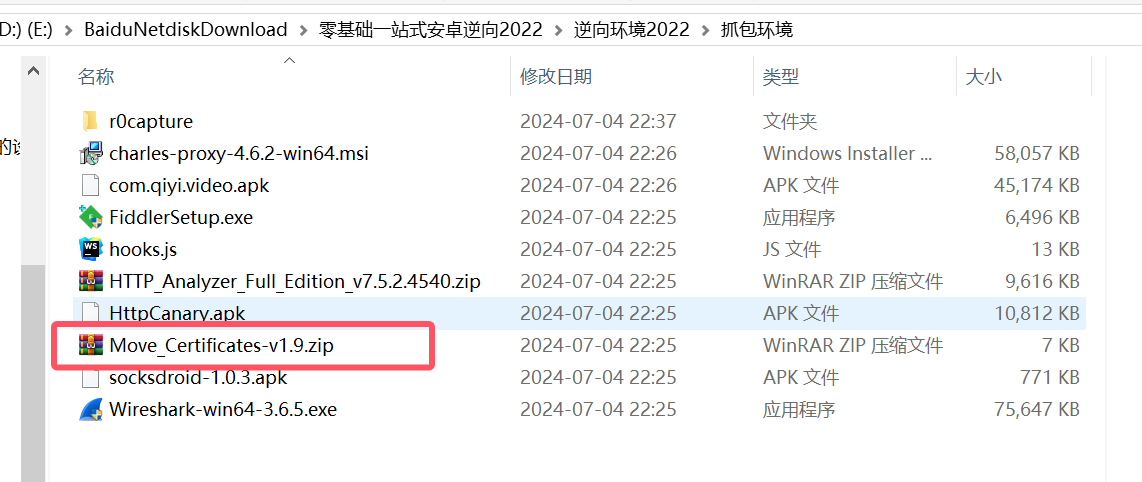 D:) (E:) > BaiduNetdiskDownload > 零基础一站式安卓逆向2022 > 逆向环境2022 > 抓包环境
名称 修改日期 类型 大小
r0capture 2024-07-04 22:37 文件夹
charles-proxy-4.6.2-win64.msi 2024-07-04 22:26 Windows Installer ... 58,057 KB
com.qiyi.video.apk 2024-07-04 22:26 APK 文件 45,174 KB
FiddlerSetup.exe 2024-07-04 22:25 应用程序 6,496 KB
hooks.js 2024-07-04 22:25 JS 文件 13 KB
HTTP_Analyzer_Full_Edition_v7.5.2.4540.zip 2024-07-04 22:25 WinRAR ZIP 压缩文件 9,616 KB
HttpCanary.apk 2024-07-04 22:25 APK 文件 10,812 KB
Move_Certificates-v1.9.zip 2024-07-04 22:25 WinRAR ZIP 压缩文件 7 KB
socksdroid-1.0.3.apk 2024-07-04 22:25 APK 文件 771 KB
Wireshark-win64-3.6.5.exe 2024-07-04 22:25 应用程序 75,647 KB